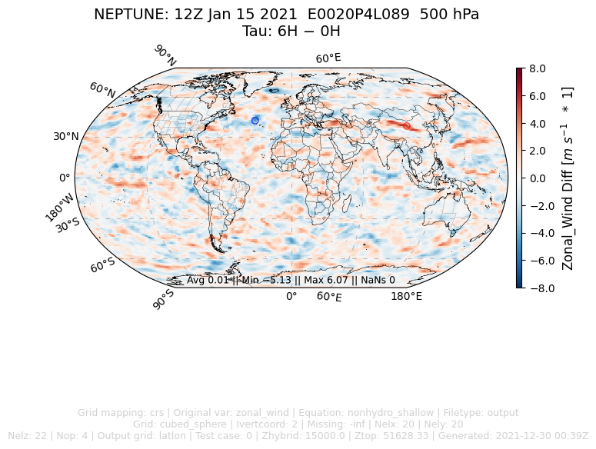 NEPTUNE: 12Z Jan 15 2021  E0020P4L089  500 hPa
Tau: 6H − 0H
90°N
60°E
60°N
30°N
0°
180°W
30°S
60°S
90°S
0°
60°E
180°E
Avg 0.01 || Min −5.13 || Max 6.07 || NaNs 0
8.0
6.0
4.0
2.0
0.0
−2.0
−4.0
−6.0
−8.0
Zonal_Wind Diff [m s⁻¹ * 1]
Grid mapping: crs | Original var: zonal_wind | Equation: nonhydro_shallow | Filetype: output
Grid: cubed_sphere | Ivertcoord: 2 | Missing: -inf | Nelx: 20 | Nely: 20
Nelz: 22 | Nop: 4 | Output grid: latlon | Test case: 0 | Zhybrid: 15000.0 | Ztop: 51628.33 | Generated: 2021-12-30 00:39Z